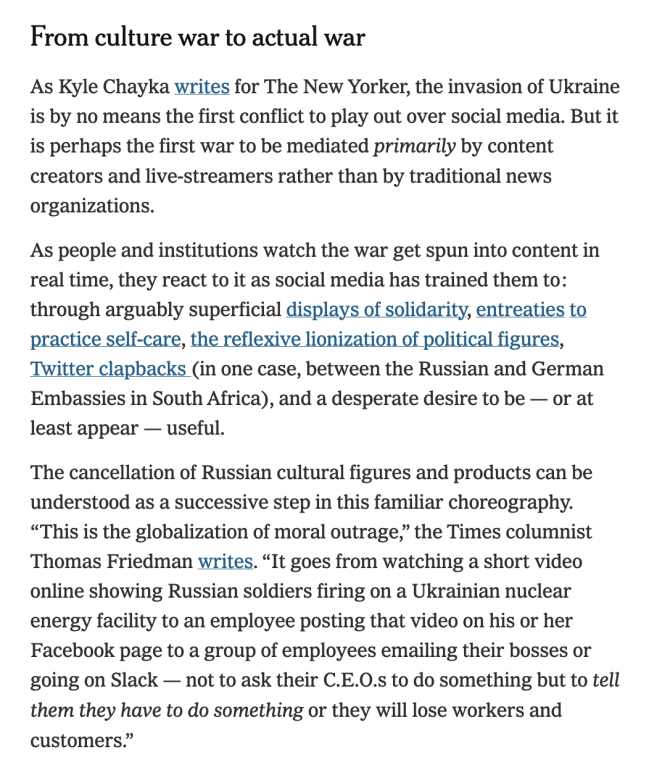 From culture war to actual war
As Kyle Chayka writes for The New Yorker, the invasion of Ukraine
is by no means the first conflict to play out over social media. But it
is perhaps the first war to be mediated primarily by content
creators and live-streamers rather than by traditional news
organizations.
As people and institutions watch the war get spun into content in
real time, they react to it as social media has trained them to:
through arguably superficial displays of solidarity, entreaties to
practice self-care, the reflexive lionization of political figures,
Twitter clapbacks (in one case, between the Russian and German
Embassies in South Africa), and a desperate desire to be — or at
least appear — useful.
The cancellation of Russian cultural figures and products can be
understood as a successive step in this familiar choreography.
“This is the globalization of moral outrage,” the Times columnist
Thomas Friedman writes. “It goes from watching a short video
online showing Russian soldiers firing on a Ukrainian nuclear
energy facility to an employee posting that video on his or her
Facebook page to a group of employees emailing their bosses or
going on Slack — not to ask their C.E.O.s to do something but to tell
them they have to do something or they will lose workers and
customers.”